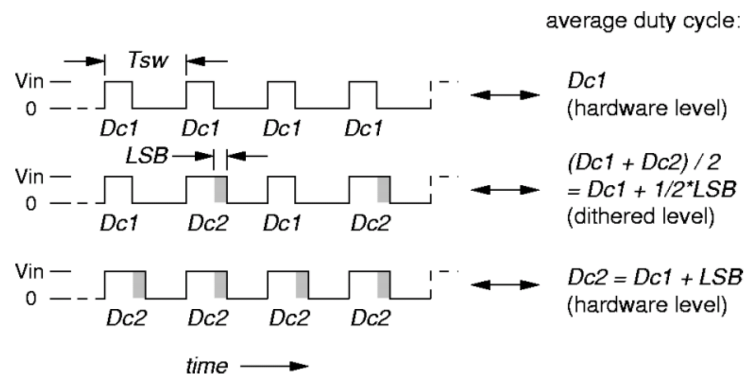 average duty cycle:
Tsw
Vin
0
Dc1 Dc1 Dc1 Dc1
Dc1
(hardware level)
LSB
Vin
0
Dc1 Dc2 Dc1 Dc2
(Dc1 + Dc2) / 2
= Dc1 + 1/2*LSB
(dithered level)
Vin
0
Dc2 Dc2 Dc2 Dc2
Dc2 = Dc1 + LSB
(hardware level)
time